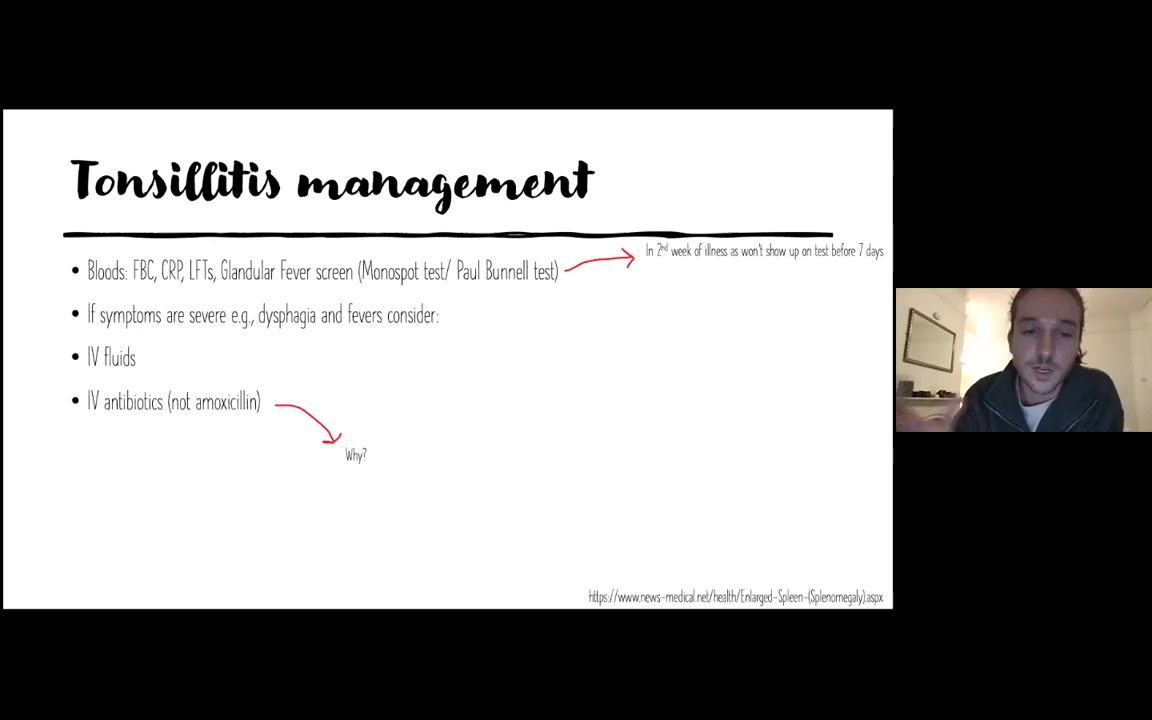 Tonsillitis management
In 2nd week of illness as won't show up on test before 7 days
• Bloods: FBC, CRP, LFTs, Glandular Fever screen (Monospot test/ Paul Bunnell test)
• If symptoms are severe e.g., dysphagia and fevers consider:
• IV fluids
• IV antibiotics (not amoxicillin)
Why?
https://www.news-medical.net/health/Enlarged-Spleen-(Splenomegaly).aspx